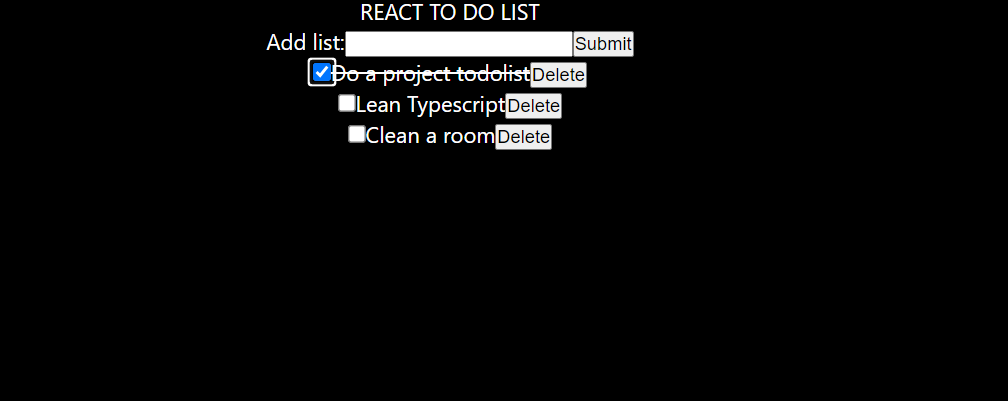 REACT TO DO LIST
Add list: Submit
Do a project todolist Delete
Lean Typescript Delete
Clean a room Delete